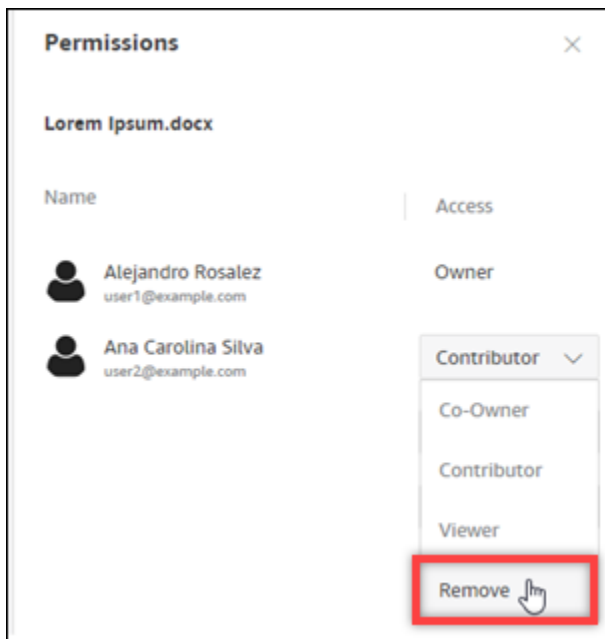 Permissions
Lorem Ipsum.docx
Name
Access
Alejandro Rosalez
Owner
user1@example.com
Ana Carolina Silva
Contributor
user2@example.com
Co-Owner
Contributor
Viewer
Remove